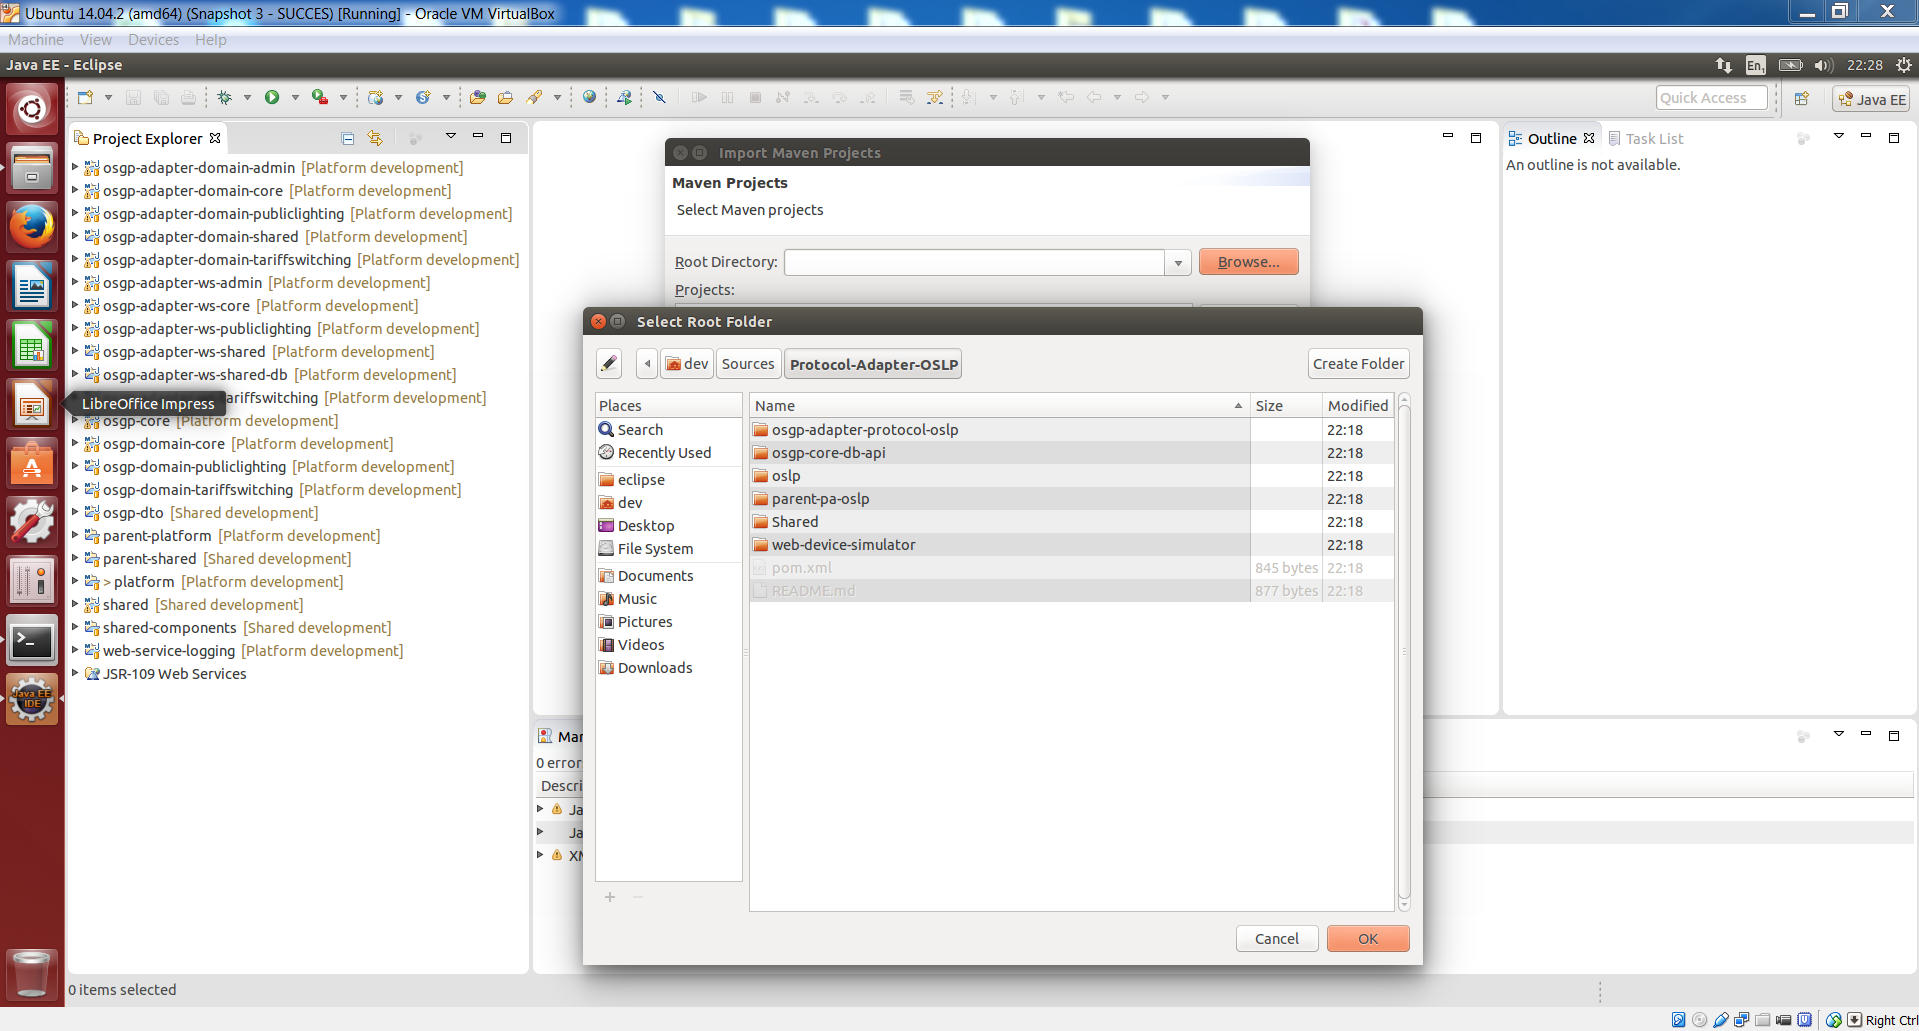 Ubuntu 14.04.2 (amd64) (Snapshot 3 - SUCCES) [Running] - Oracle VM VirtualBox
Machine View Devices Help
Java EE - Eclipse
En1 22:28
Quick Access
Java EE
Project Explorer
osgp-adapter-domain-admin [Platform development]
osgp-adapter-domain-core [Platform development]
osgp-adapter-domain-publiclighting [Platform development]
osgp-adapter-domain-shared [Platform development]
osgp-adapter-domain-tariffswitching [Platform development]
osgp-adapter-ws-admin [Platform development]
osgp-adapter-ws-core [Platform development]
osgp-adapter-ws-publiclighting [Platform development]
osgp-adapter-ws-shared [Platform development]
osgp-adapter-ws-shared-db [Platform development]
ariffswitching [Platform development]
LibreOffice Impress
osgp-core [Platform development]
osgp-domain-core [Platform development]
osgp-domain-publiclighting [Platform development]
osgp-domain-tariffswitching [Platform development]
osgp-dto [Shared development]
parent-platform [Platform development]
parent-shared [Shared development]
> platform [Platform development]
shared [Shared development]
shared-components [Shared development]
web-service-logging [Platform development]
JSR-109 Web Services
Java EE
IDE
0 items selected
Import Maven Projects
Maven Projects
Select Maven projects
Root Directory:
Browse...
Projects:
Select Root Folder
dev
Sources
Protocol-Adapter-OSLP
Create Folder
Places
Search
Recently Used
eclipse
dev
Desktop
File System
Documents
Music
Pictures
Videos
Downloads
Name Size Modified
osgp-adapter-protocol-oslp 22:18
osgp-core-db-api 22:18
oslp 22:18
parent-pa-oslp 22:18
Shared 22:18
web-device-simulator 22:18
pom.xml 845 bytes 22:18
README.md 877 bytes 22:18
Cancel
OK
Outline
Task List
An outline is not available.
Mar
0 error
Descri
Ja
Ja
XM
Right Ctrl